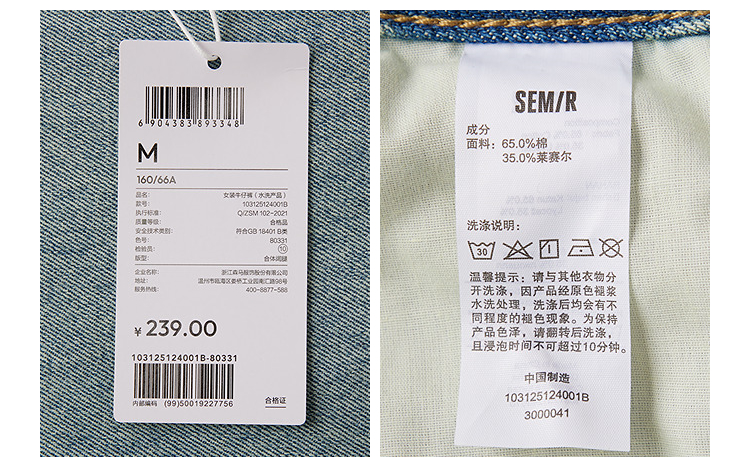 6 904383 893348
M
160/66A
品名: 女装牛仔裤（水洗产品）
款号: 103125124001B
执行标准: Q/ZSM 102-2021
质量等级: 合格品
安全技术类别: 符合GB 18401 B类
色号: 80331
检验员: 10
版型: 合体阔腿
企业名称: 浙江森马服饰股份有限公司
地址: 温州市瓯海区娄桥工业园南汇路98号
服务热线: 400-8877-588
¥ 239.00
103125124001B-80331
内部编码 (99)50019227756
合格证
SEMIR
成分
面料: 65.0%棉
35.0%莱赛尔
洗涤说明:
30
温馨提示: 请与其他衣物分
开洗涤, 因产品经原色褪浆
水洗处理, 洗涤后均会有不
同程度的褪色现象。为保持
产品色泽, 请翻转后洗涤,
且浸泡时间不可超过10分钟。
中国制造
103125124001B
3000041